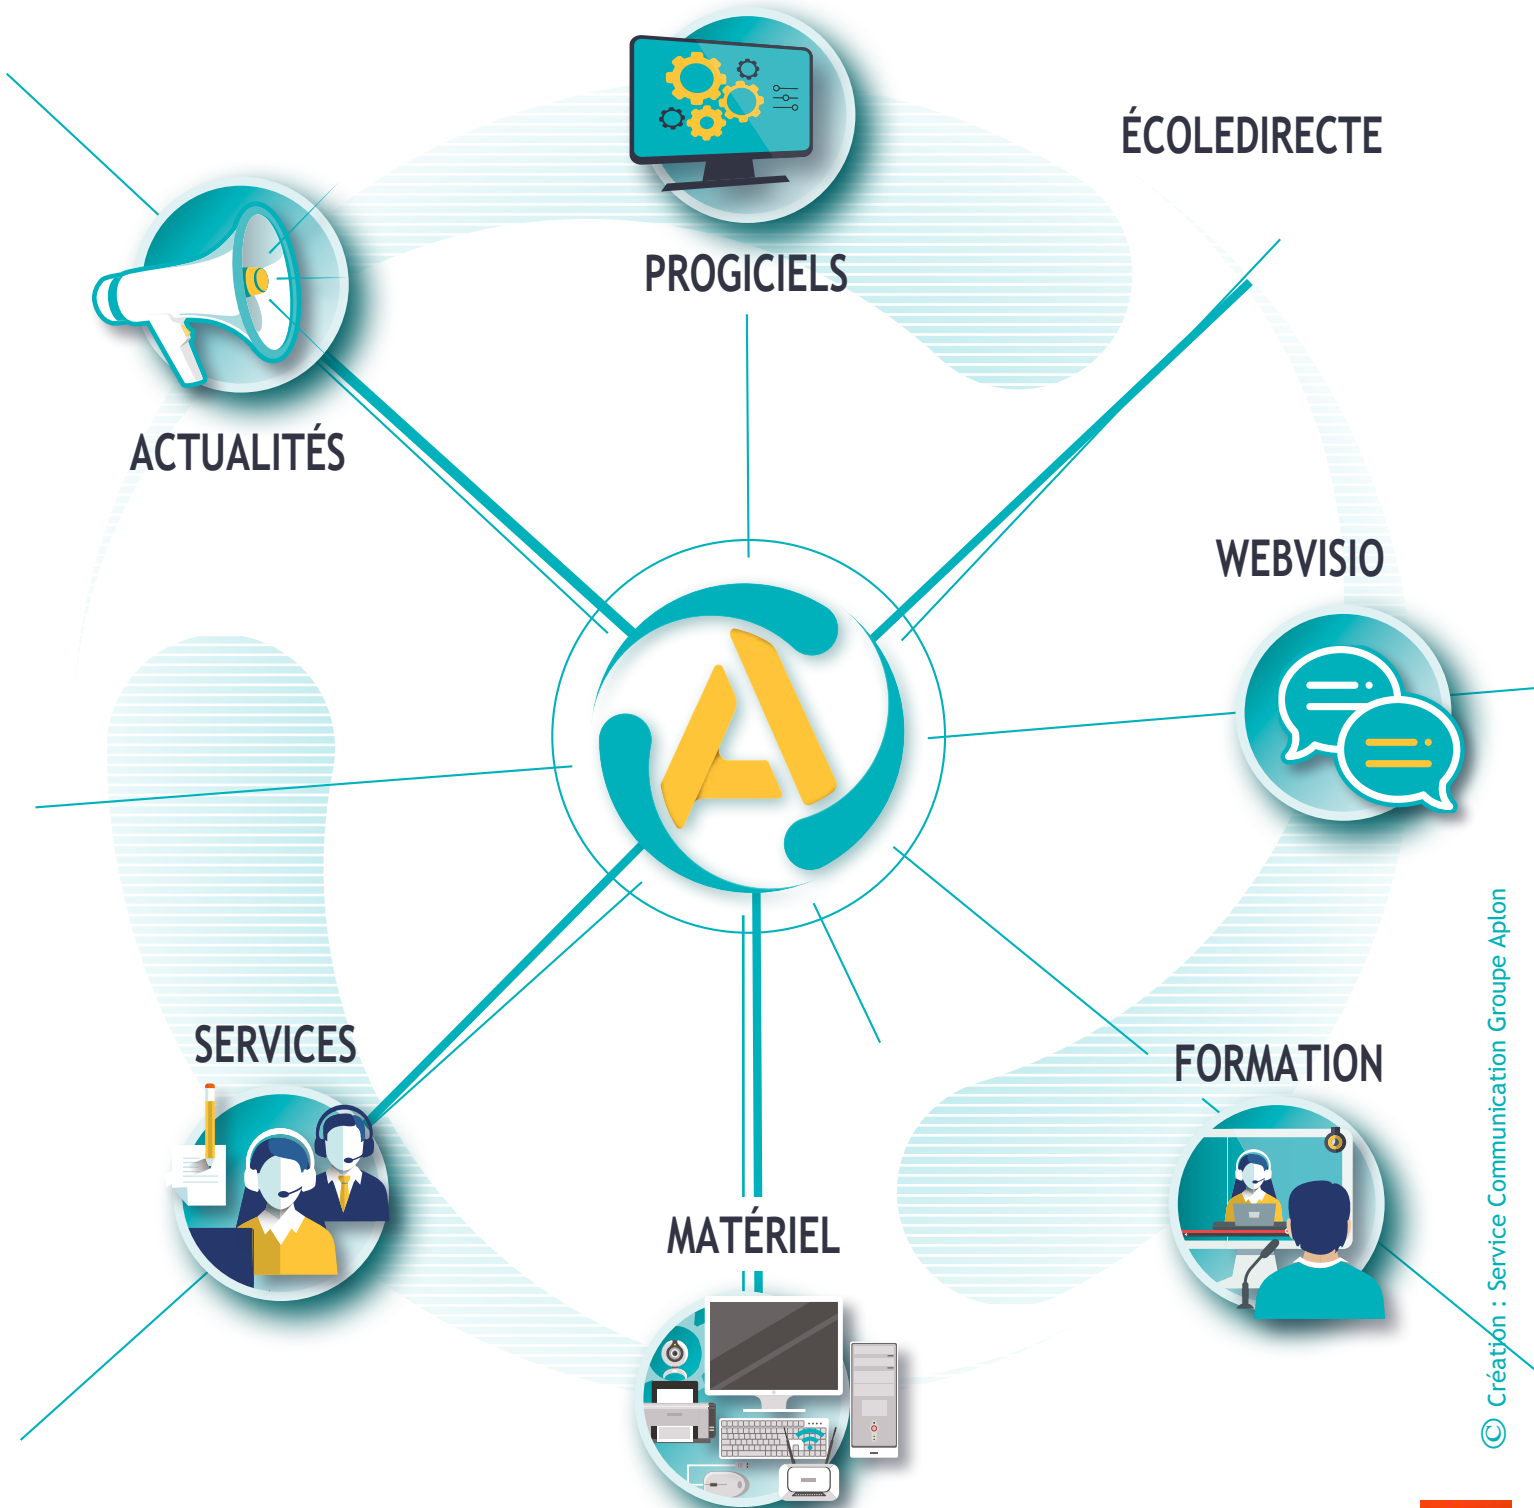 ÉCOLEDIRECTE
PROGICIELS
ACTUALITÉS
WEBVISIO
SERVICES
FORMATION
MATÉRIEL
© Création : Service Communication Groupe Aplon